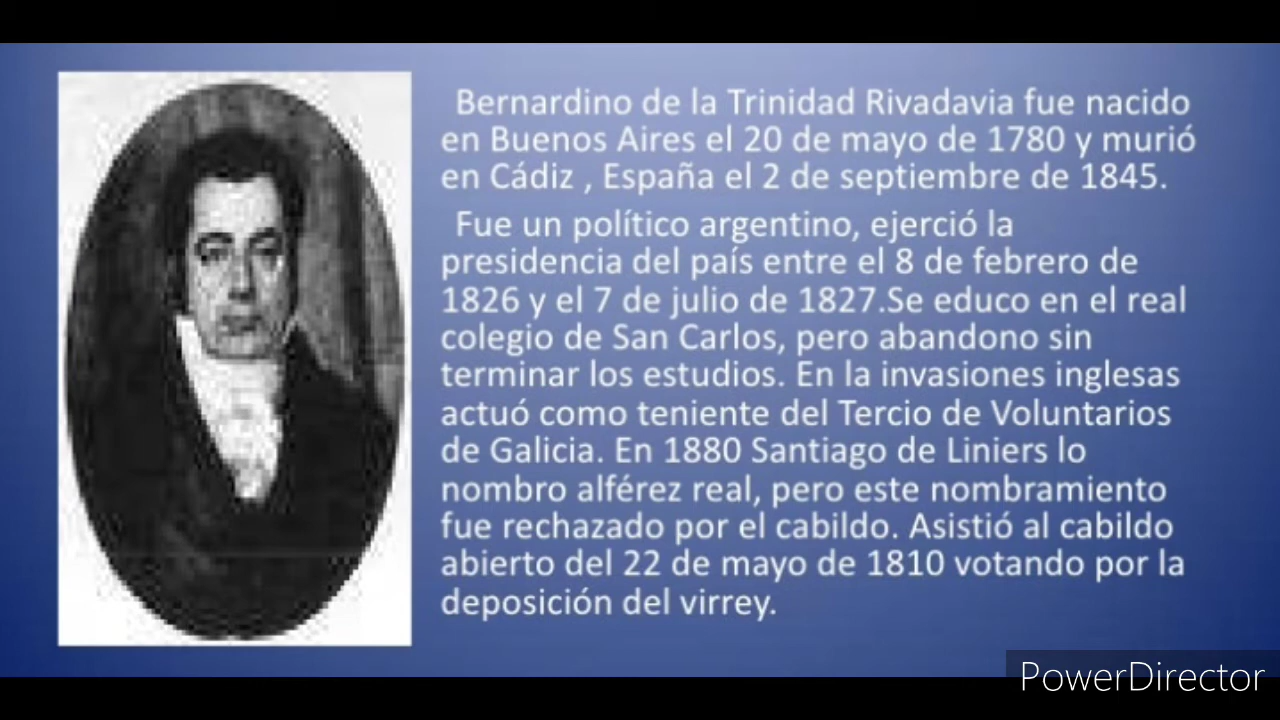 Bernardino de la Trinidad Rivadavia fue nacido
en Buenos Aires el 20 de mayo de 1780 y murió
en Cádiz , España el 2 de septiembre de 1845.
Fue un político argentino, ejerció la
presidencia del país entre el 8 de febrero de
1826 y el 7 de julio de 1827.Se educo en el real
colegio de San Carlos, pero abandono sin
terminar los estudios. En la invasiones inglesas
actuó como teniente del Tercio de Voluntarios
de Galicia. En 1880 Santiago de Liniers lo
nombro alférez real, pero este nombramiento
fue rechazado por el cabildo. Asistió al cabildo
abierto del 22 de mayo de 1810 votando por la
deposición del virrey.
PowerDirector